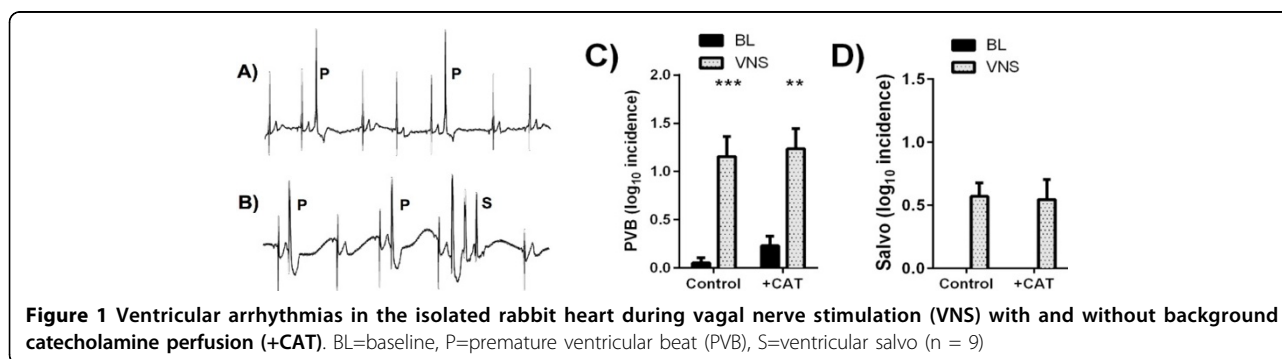 A)
P
P
B)
P
P
S
C)
BL
VNS
PVB (log10 incidence)
2.0
1.5
1.0
0.5
0.0
***
**
Control
+CAT
D)
BL
VNS
Salvo (log10 incidence)
1.5
1.0
0.5
0.0
Control
+CAT
Figure 1 Ventricular arrhythmias in the isolated rabbit heart during vagal nerve stimulation (VNS) with and without background
catecholamine perfusion (+CAT). BL=baseline, P=premature ventricular beat (PVB), S=ventricular salvo (n = 9)